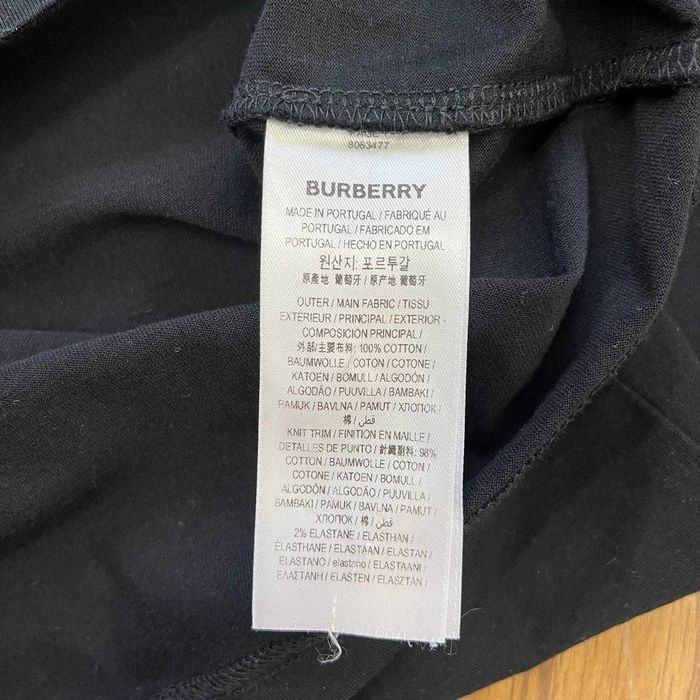 8063477
BURBERRY
MADE IN PORTUGAL / FABRIQUÉ AU
PORTUGAL / FABRICADO EM
PORTUGAL / HECHO EN PORTUGAL
원산지: 포르투갈
原產地 葡萄牙 / 原产地 葡萄牙
OUTER / MAIN FABRIC / TISSU
EXTÉRIEUR / PRINCIPAL / EXTERIOR -
COMPOSICIÓN PRINCIPAL /
外部/主要布料: 100% COTTON /
BAUMWOLLE / COTON / COTONE /
KATOEN / BOMULL / ALGODÓN /
ALGODÃO / PUUVILLA / BAMBAKI /
PAMUK / BAVLNA / PAMUT / ХЛОПОК /
棉 / قطن /
KNIT TRIM / FINITION EN MAILLE /
DETALLES DE PUNTO / 針織副料: 98%
COTTON / BAUMWOLLE / COTON /
COTONE / KATOEN / BOMULL /
ALGODÓN / ALGODÃO / PUUVILLA /
BAMBAKI / PAMUK / BAVLNA / PAMUT /
ХЛОПОК / 棉 / قطن
2% ELASTANE / ELASTHAN /
ÉLASTHANE / ELASTAAN / ELASTAN /
ELASTANO / elastano / ELASTAANI /
ΕΛΑΣΤΑΝΗ / ELASTEN / ELASZTÁN /